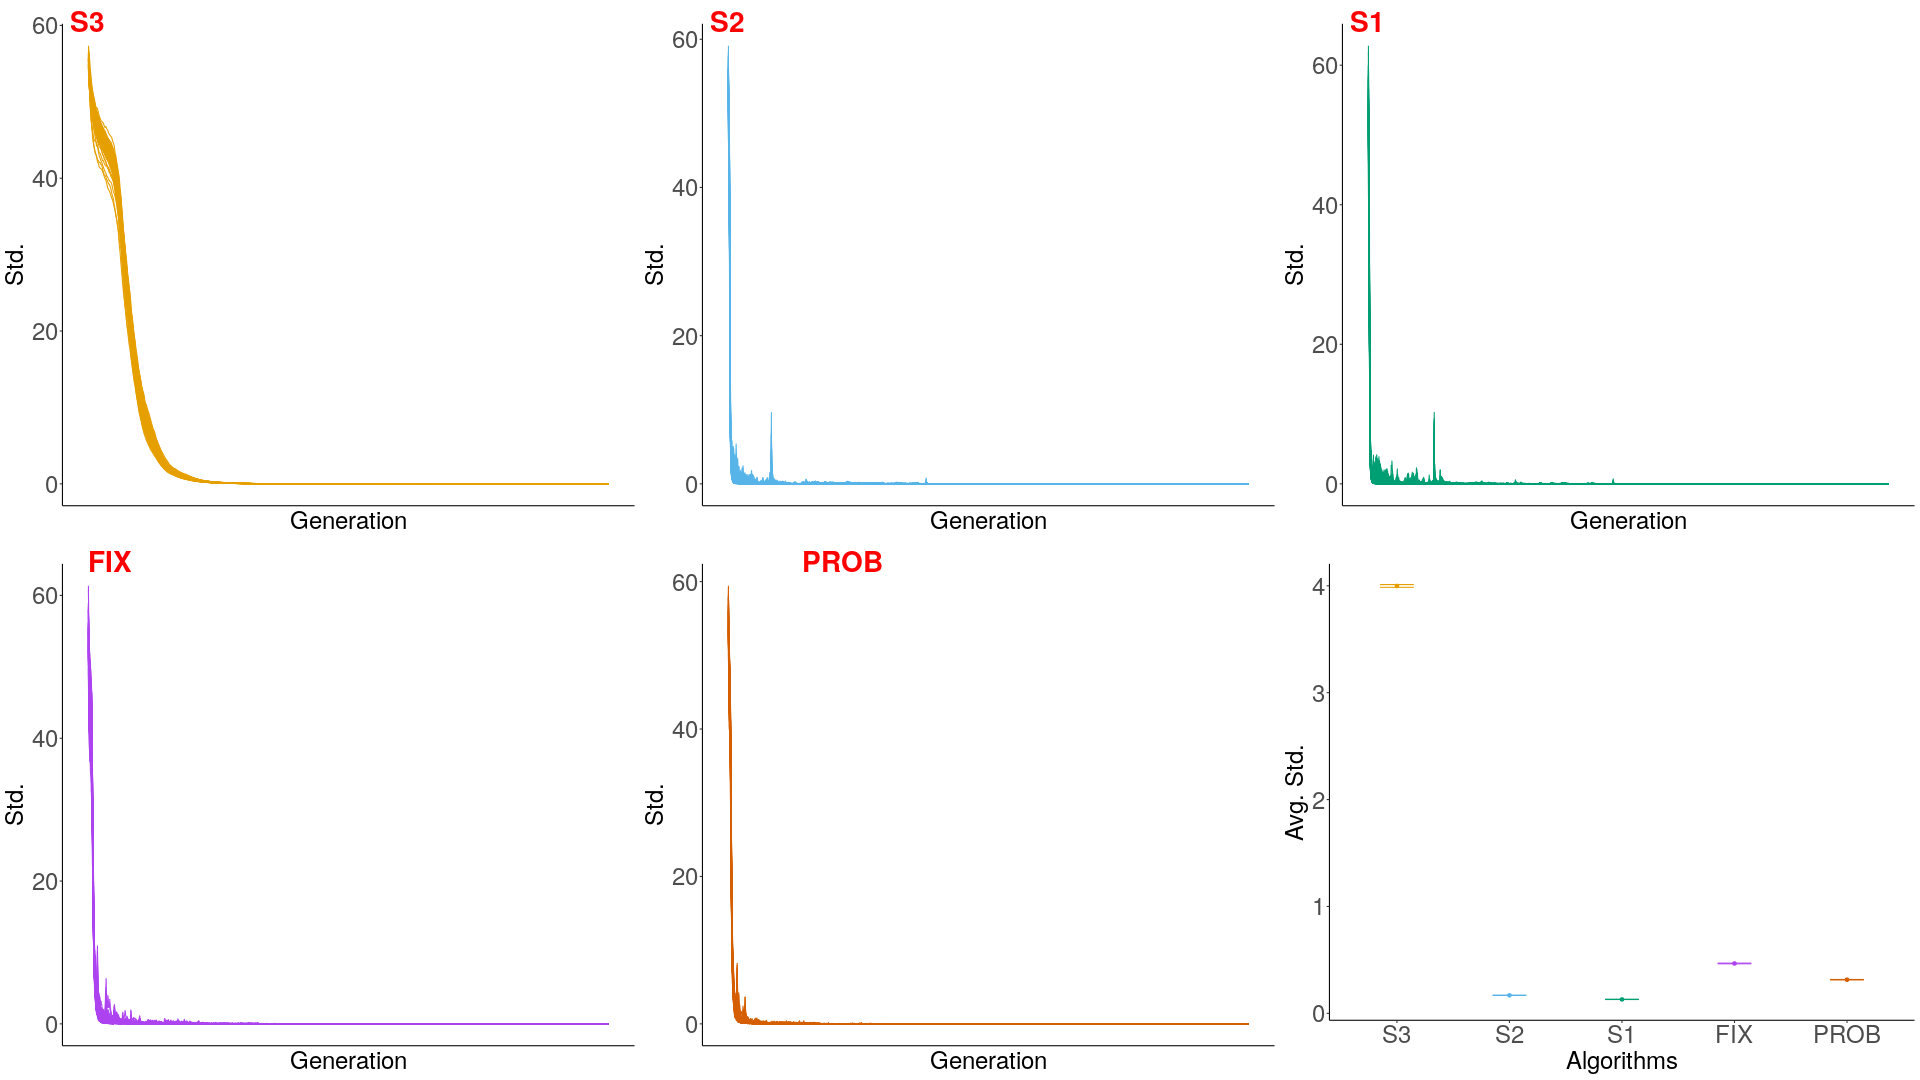 S3
60
40
20
0
Std.
Generation
S2
60
40
20
0
Std.
Generation
S1
60
40
20
0
Std.
Generation
FIX
60
40
20
0
Std.
Generation
PROB
60
40
20
0
Std.
Generation
4
3
2
1
0
Avg. Std.
S3 S2 S1 FIX PROB
Algorithms